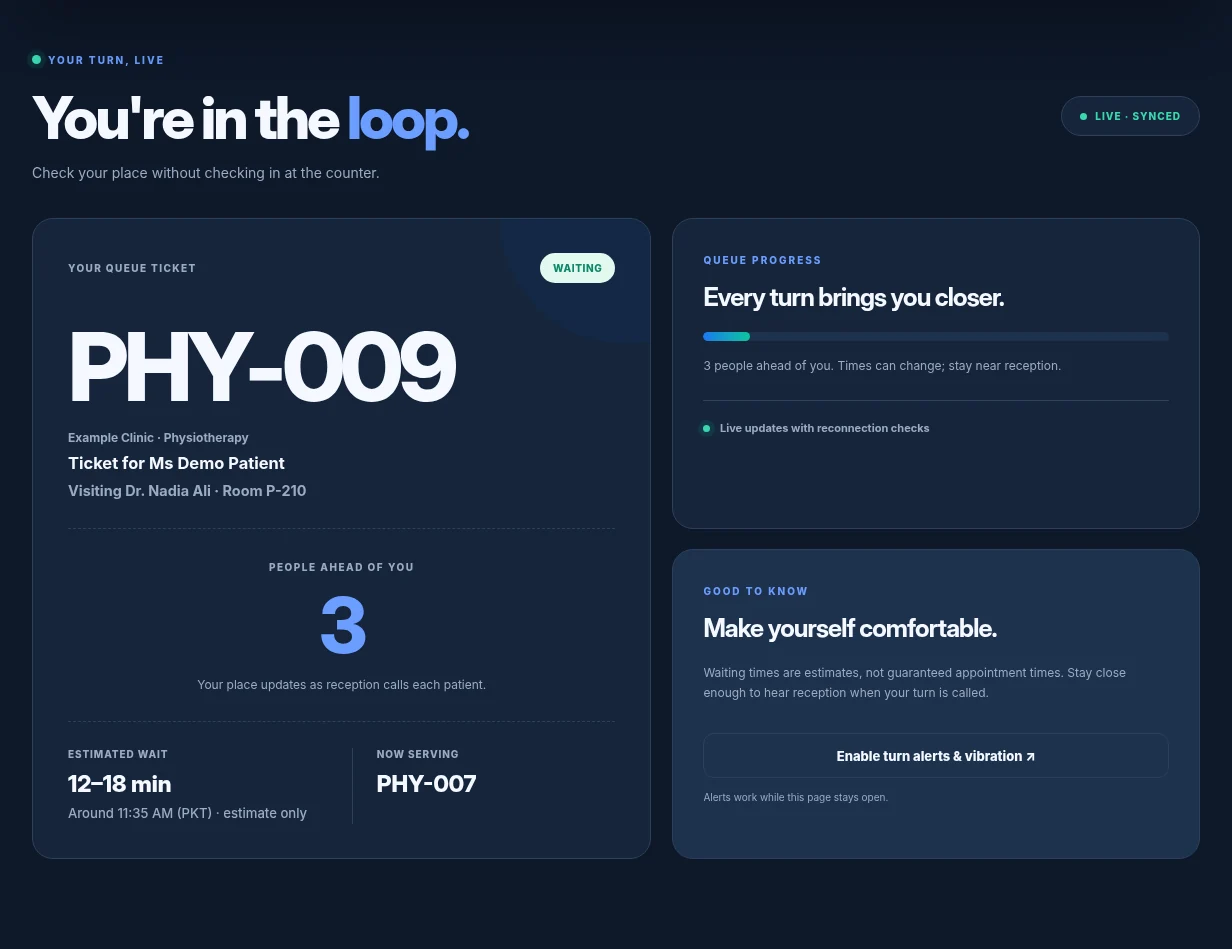 YOUR TURN, LIVE
You're in the loop.
Check your place without checking in at the counter.
LIVE · SYNCED
YOUR QUEUE TICKET
WAITING
PHY-009
Example Clinic · Physiotherapy
Ticket for Ms Demo Patient
Visiting Dr. Nadia Ali · Room P-210
PEOPLE AHEAD OF YOU
3
Your place updates as reception calls each patient.
ESTIMATED WAIT
12–18 min
Around 11:35 AM (PKT) · estimate only
NOW SERVING
PHY-007
QUEUE PROGRESS
Every turn brings you closer.
3 people ahead of you. Times can change; stay near reception.
Live updates with reconnection checks
GOOD TO KNOW
Make yourself comfortable.
Waiting times are estimates, not guaranteed appointment times. Stay close
enough to hear reception when your turn is called.
Enable turn alerts & vibration ↗
Alerts work while this page stays open.